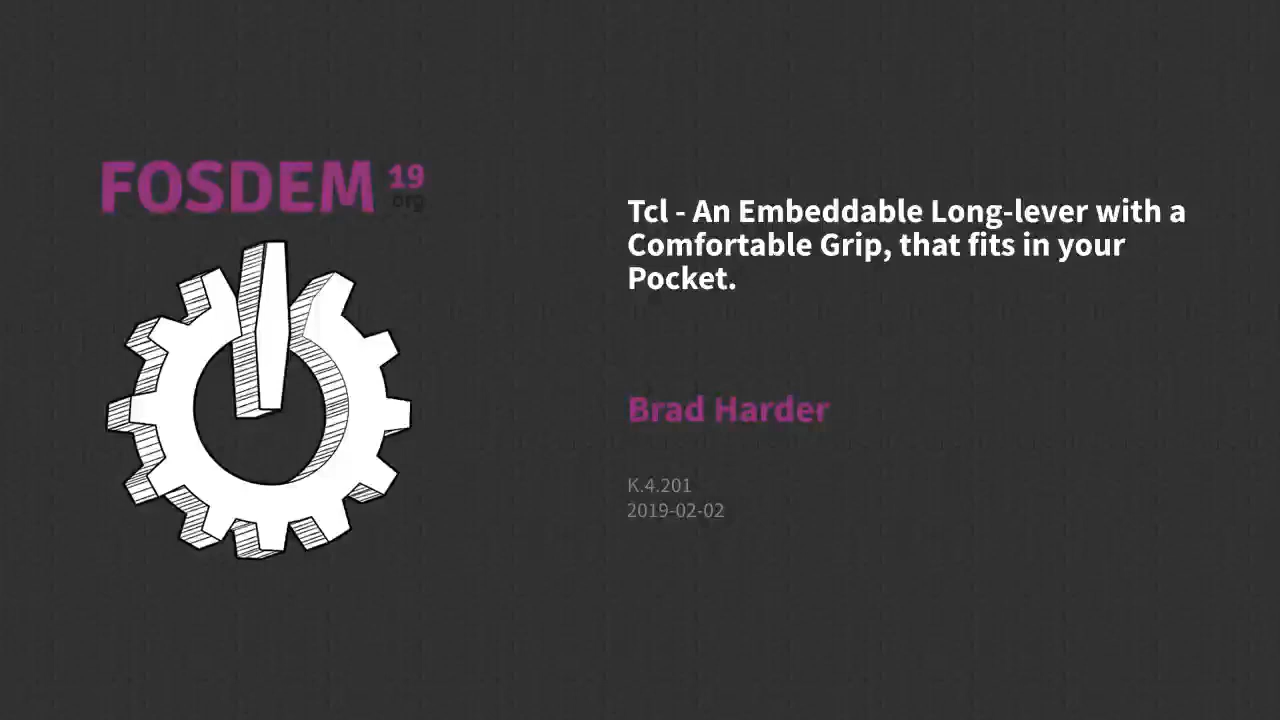 FOSDEM 19
org
Tcl - An Embeddable Long-lever with a
Comfortable Grip, that fits in your
Pocket.
Brad Harder
K.4.201
2019-02-02